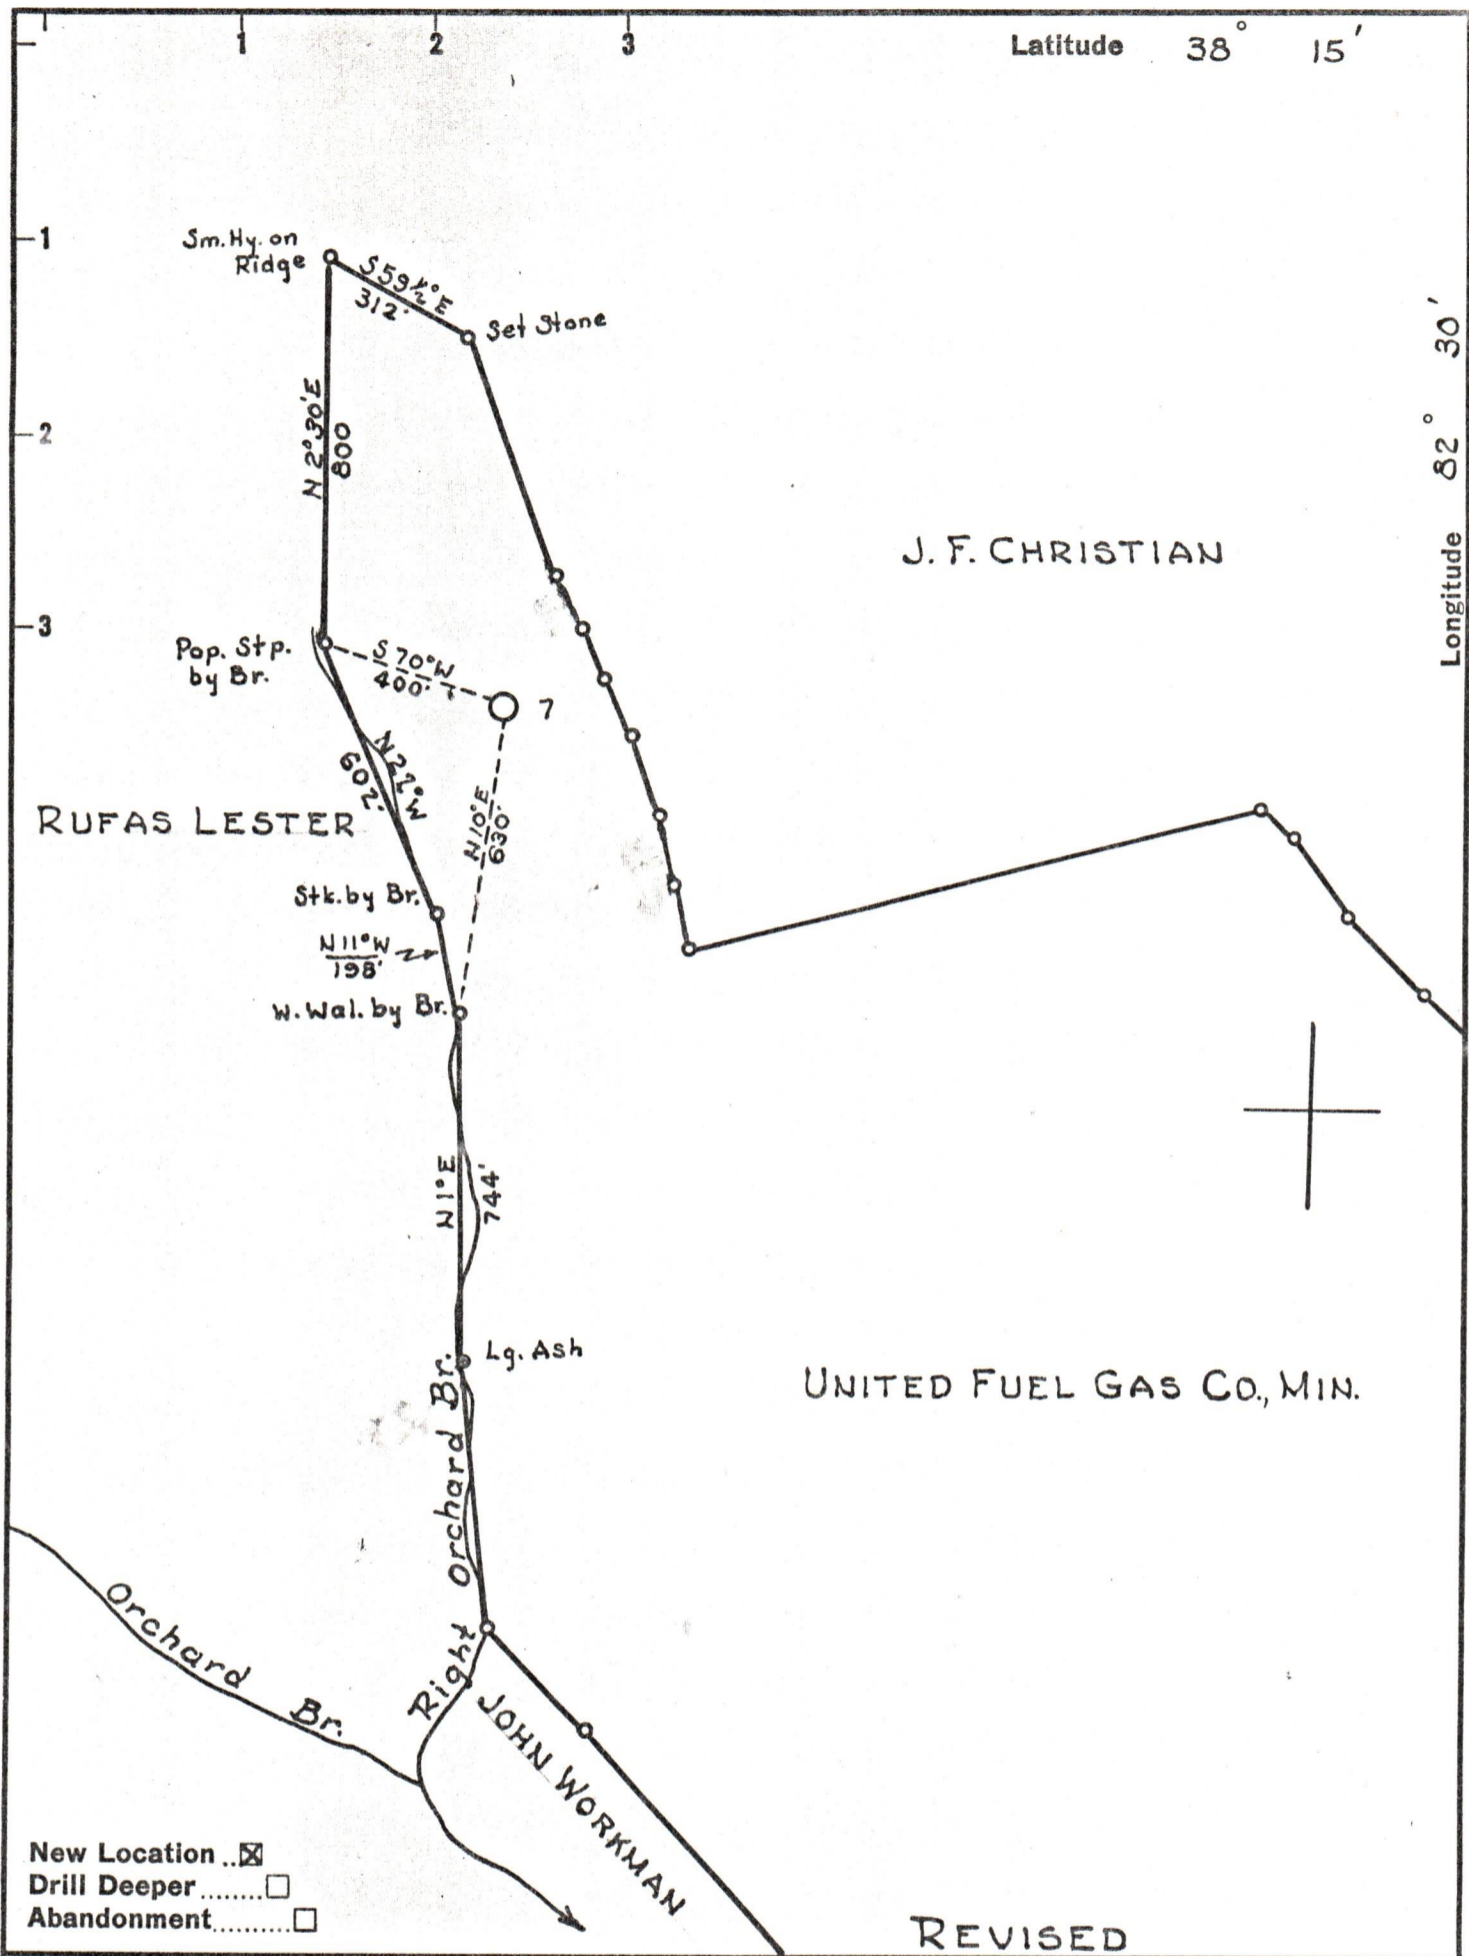 1 2 3 Latitude 38° 15'
1
2
3
Longitude 82° 30'
Sm. Hy. on
Ridge
S 59½° E
312'
Set Stone
N 2° 30' E
800
J. F. CHRISTIAN
Pop. Stp.
by Br.
S 70° W
400'
7
N 22° W
602'
N 10° E
630'
RUFAS LESTER
Stk. by Br.
N 11° W
198'
W. Wal. by Br.
N 1° E
744'
Lg. Ash
UNITED FUEL GAS CO., MIN.
Right Orchard Br.
Orchard Br.
JOHN WORKMAN
New Location ..☒
Drill Deeper ........☐
Abandonment..........☐
REVISED